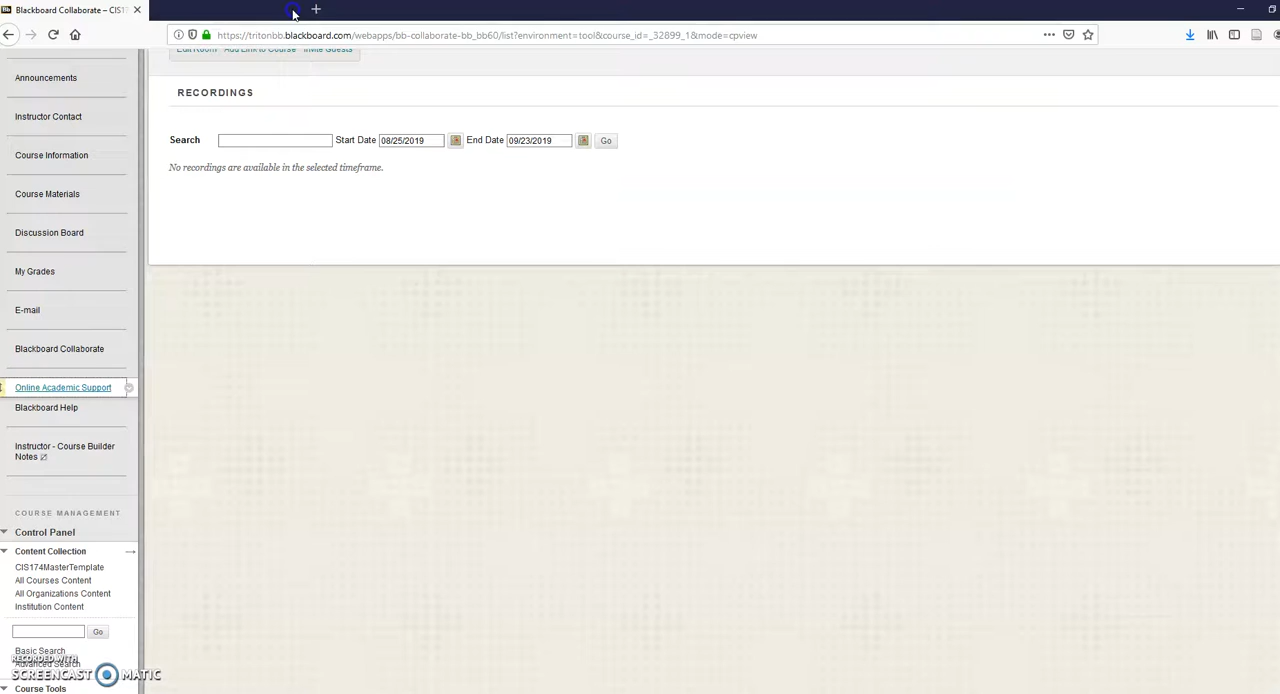 Blackboard Collaborate – CIS1
https://tritonbb.blackboard.com/webapps/bb-collaborate-bb_bb60/list?environment=tool&course_id=_32899_1&mode=cpview
Edit Room Add Link to Course Invite Guests
Announcements
Instructor Contact
Course Information
Course Materials
Discussion Board
My Grades
E-mail
Blackboard Collaborate
Online Academic Support
Blackboard Help
Instructor - Course Builder
Notes
COURSE MANAGEMENT
Control Panel
Content Collection
CIS174MasterTemplate
All Courses Content
All Organizations Content
Institution Content
Go
Basic Search
Advanced Search
Course Tools
RECORDINGS
Search Start Date 08/25/2019 End Date 09/23/2019 Go
No recordings are available in the selected timeframe.
RECORDED WITH
SCREENCAST MATIC